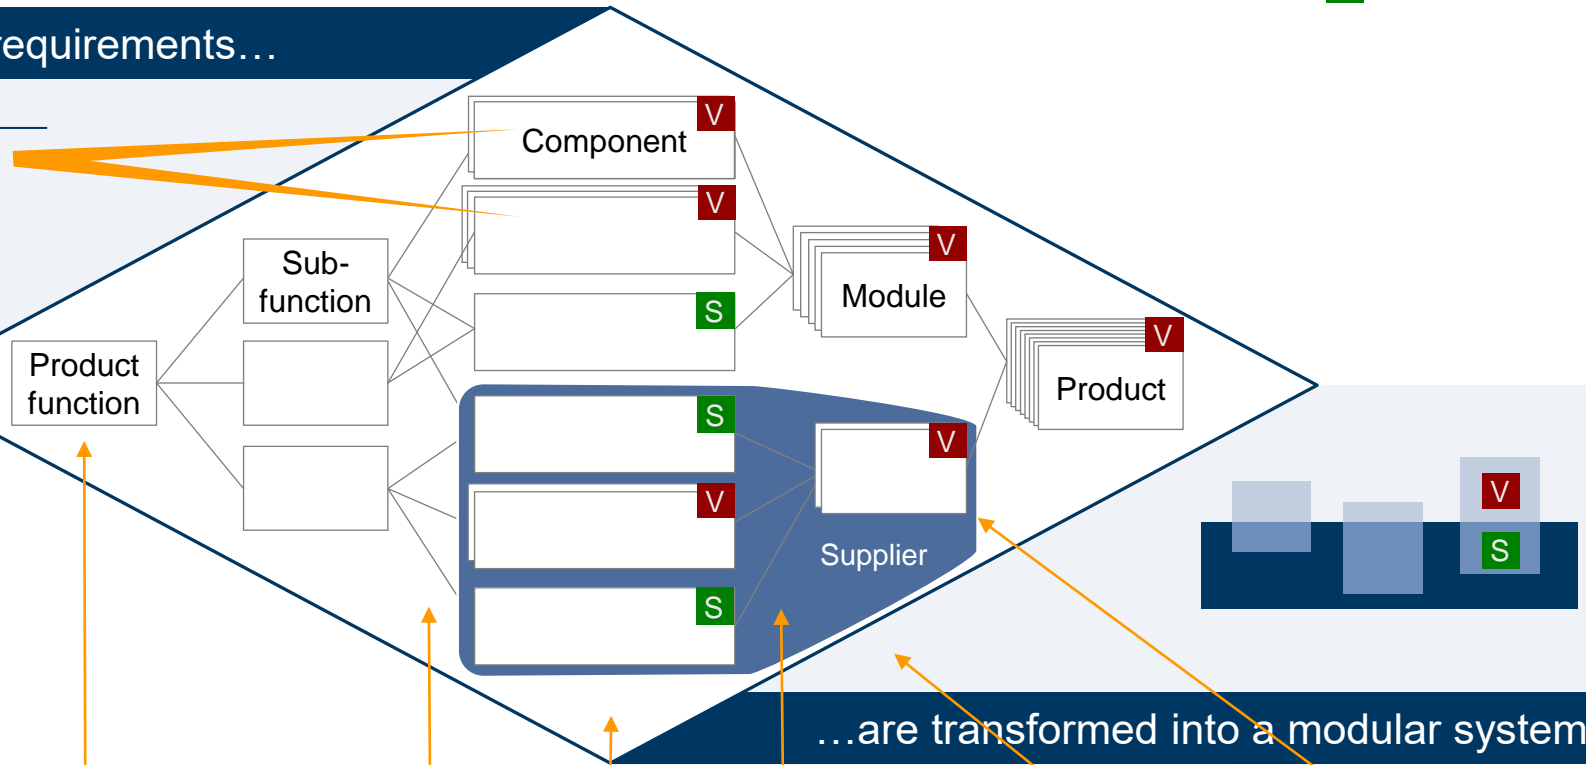 requirements…
V
Component
V
V
Sub-
function
Module
S
V
Product
function
Product
S
V
V
V
S
Supplier
S
…are transformed into a modular system